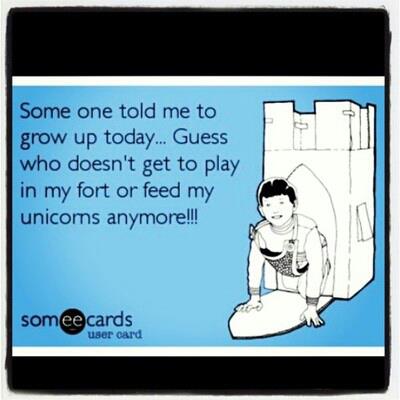 Some one told me to
grow up today... Guess
who doesn't get to play
in my fort or feed my
unicorns anymore!!!
someecards
user card